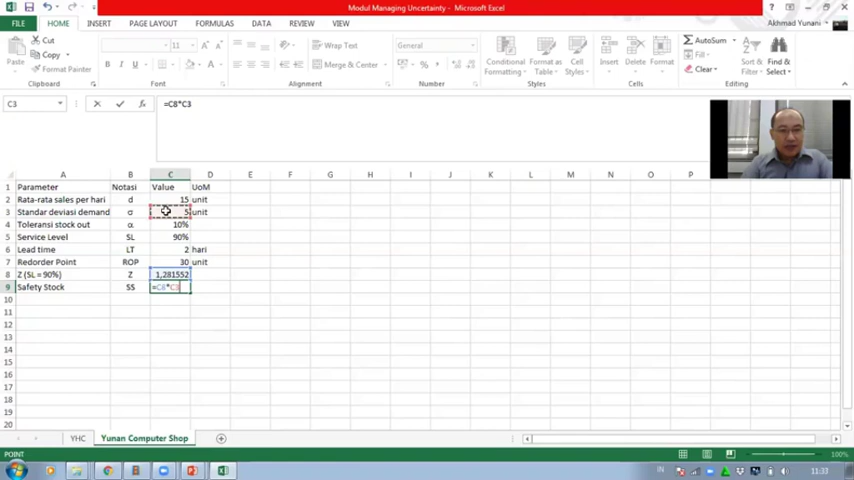 Modul Managing Uncertainty - Microsoft Excel
FILE HOME INSERT PAGE LAYOUT FORMULAS DATA REVIEW VIEW
Akhmad Yunani
Cut
Copy
Format Painter
Paste
Clipboard
11
Font
Wrap Text
Merge & Center
Alignment
General
Number
Conditional Formatting
Format as Table
Cell Styles
Styles
Insert Delete Format
Cells
AutoSum
Fill
Clear
Sort & Filter
Find & Select
Editing
C3
=C8*C3
A B C D E F G H I J K L M N O P Q
1 Parameter Notasi Value UoM
2 Rata-rata sales per hari d 15 unit
3 Standar deviasi demand σ 5 unit
4 Toleransi stock out α 10%
5 Service Level SL 90%
6 Lead time LT 2 hari
7 Redorder Point ROP 30 unit
8 Z (SL = 90%) Z 1,281552
9 Safety Stock SS =C8*C3
10
11
12
13
14
15
16
17
18
19
20
YHC Yunan Computer Shop
POINT
100%
IN
11:33